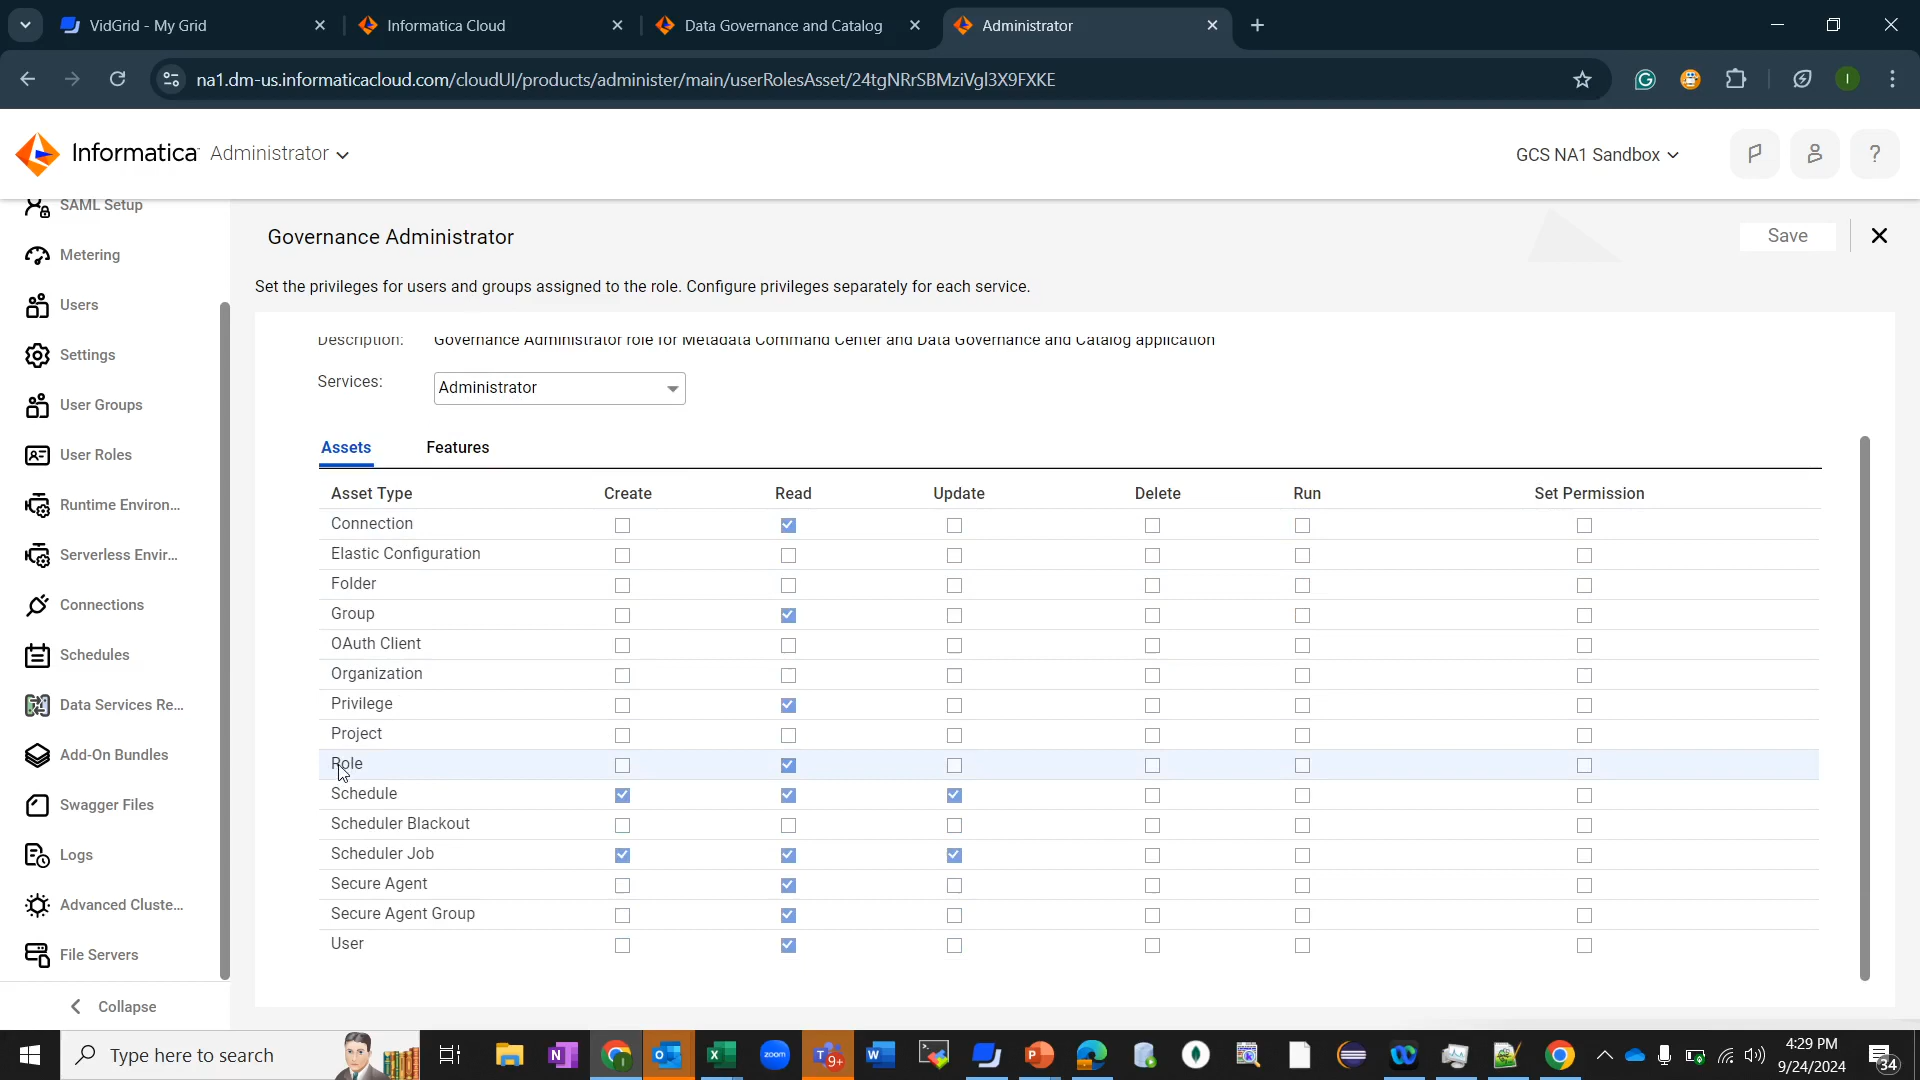 VidGrid - My Grid
Informatica Cloud
Data Governance and Catalog
Administrator
na1.dm-us.informaticacloud.com/cloudUI/products/administer/main/userRolesAsset/24tgNRrSBMziVgl3X9FXKE
Informatica Administrator
GCS NA1 Sandbox
?
SAML Setup
Metering
Users
Settings
User Groups
User Roles
Runtime Environ...
Serverless Envir...
Connections
Schedules
Data Services Re...
Add-On Bundles
Swagger Files
Logs
Advanced Cluste...
File Servers
Collapse
Governance Administrator
Save
Set the privileges for users and groups assigned to the role. Configure privileges separately for each service.
Description: Governance Administrator role for Metadata Command Center and Data Governance and Catalog application
Services: Administrator
Assets Features
Asset Type Create Read Update Delete Run Set Permission
Connection
Elastic Configuration
Folder
Group
OAuth Client
Organization
Privilege
Project
Role
Schedule
Scheduler Blackout
Scheduler Job
Secure Agent
Secure Agent Group
User
Type here to search
zoom
9+
4:29 PM
9/24/2024
34